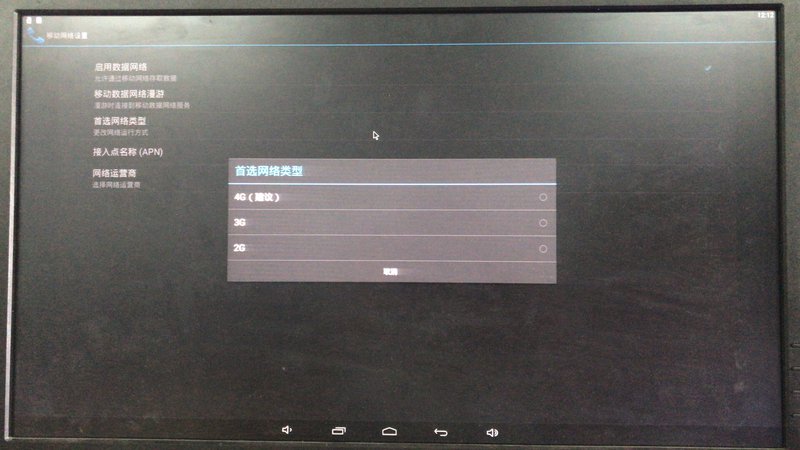 12:12
移动网络设置
启用数据网络
允许通过移动网络存取数据
移动数据网络漫游
漫游时连接到移动数据网络服务
首选网络类型
更改网络运行方式
接入点名称 (APN)
网络运营商
选择网络运营商
首选网络类型
4G（建议）
3G
2G
取消